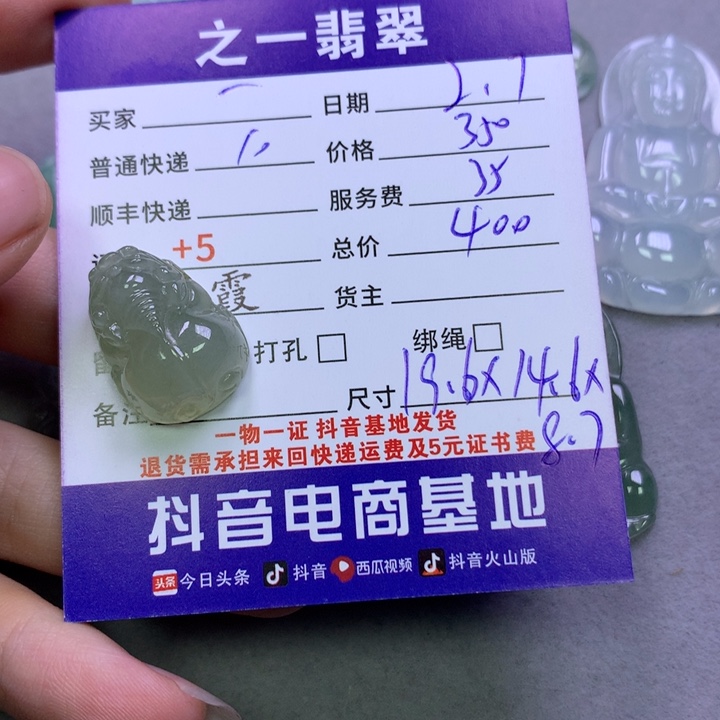 之一翡翠
买家 日期 2.7
普通快递 10 价格 350
顺丰快递 服务费 35
+5 总价 400
霞 货主
打孔 绑绳
备注 尺寸 19.6x14.6x
8.7
一物一证 抖音基地发货
退货需承担来回快递运费及5元证书费
抖音电商基地
头条 今日头条 抖音 西瓜视频 抖音火山版